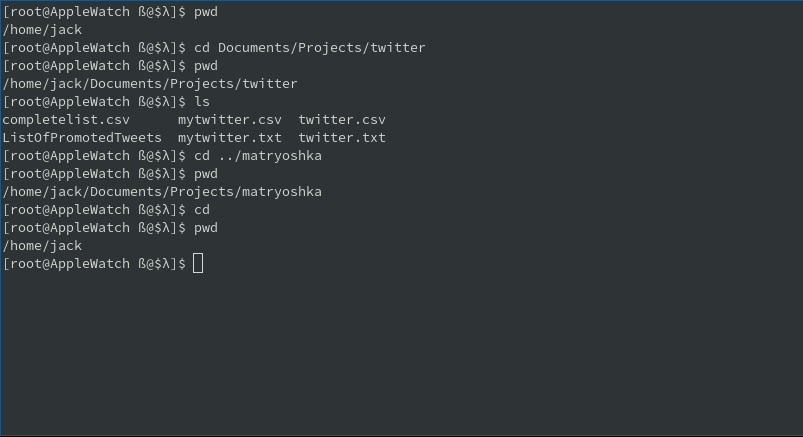 [root@AppleWatch ß@$λ]$ pwd
/home/jack
[root@AppleWatch ß@$λ]$ cd Documents/Projects/twitter
[root@AppleWatch ß@$λ]$ pwd
/home/jack/Documents/Projects/twitter
[root@AppleWatch ß@$λ]$ ls
completelist.csv      mytwitter.csv  twitter.csv
ListOfPromotedTweets  mytwitter.txt  twitter.txt
[root@AppleWatch ß@$λ]$ cd ../matryoshka
[root@AppleWatch ß@$λ]$ pwd
/home/jack/Documents/Projects/matryoshka
[root@AppleWatch ß@$λ]$ cd
[root@AppleWatch ß@$λ]$ pwd
/home/jack
[root@AppleWatch ß@$λ]$